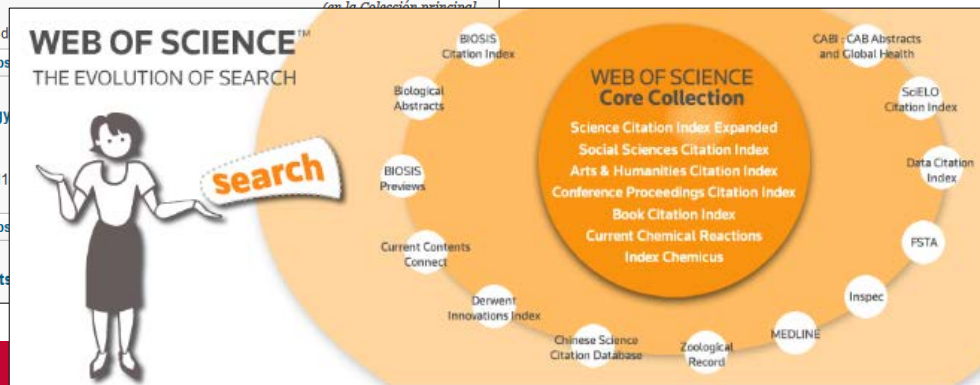 (en la Colección principal
WEB OF SCIENCE™
THE EVOLUTION OF SEARCH
search
WEB OF SCIENCE
Core Collection
Science Citation Index Expanded
Social Sciences Citation Index
Arts & Humanities Citation Index
Conference Proceedings Citation Index
Book Citation Index
Current Chemical Reactions
Index Chemicus
BIOSIS
Citation Index
Biological
Abstracts
BIOSIS
Previews
Current Contents
Connect
Derwent
Innovations Index
Chinese Science
Citation Database
Zoological
Record
MEDLINE
Inspec
FSTA
Data Citation
Index
SciELO
Citation Index
CABI : CAB Abstracts
and Global Health